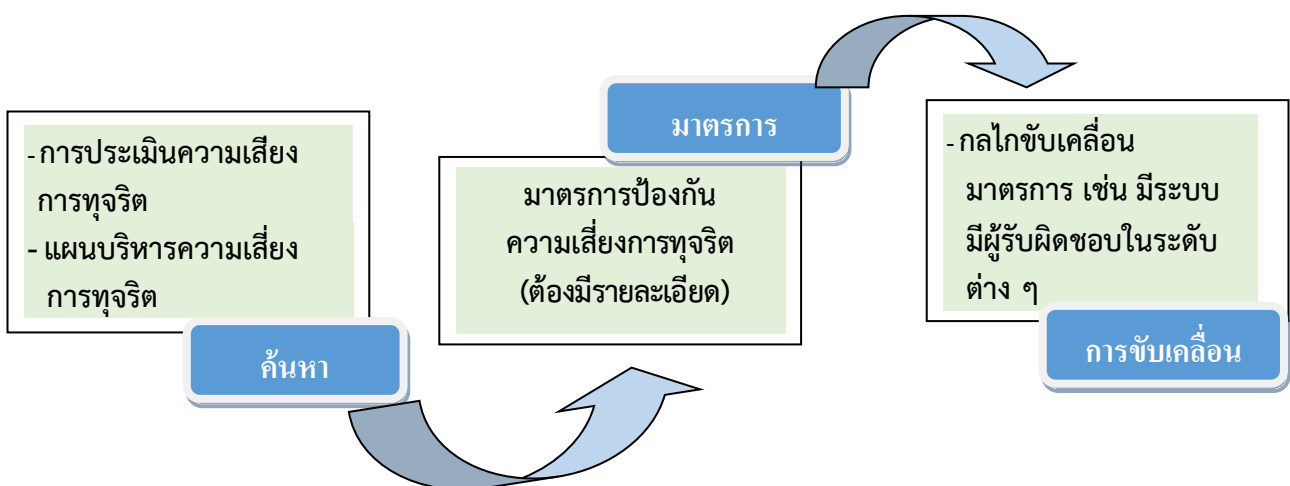 - การประเมินความเสี่ยง
การทุจริต
- แผนบริหารความเสี่ยง
การทุจริต
ค้นหา
มาตรการ
มาตรการป้องกัน
ความเสี่ยงการทุจริต
(ต้องมีรายละเอียด)
- กลไกขับเคลื่อน
มาตรการ เช่น มีระบบ
มีผู้รับผิดชอบในระดับ
ต่าง ๆ
การขับเคลื่อน